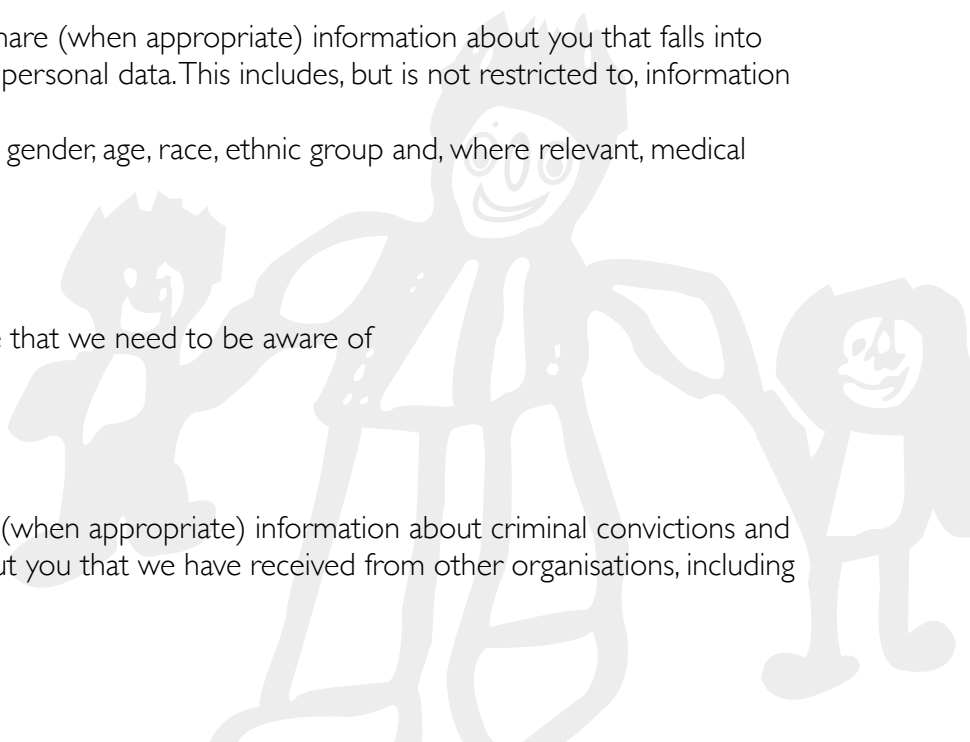 hare (when appropriate) information about you that falls into
personal data. This includes, but is not restricted to, information
gender, age, race, ethnic group and, where relevant, medical
that we need to be aware of
(when appropriate) information about criminal convictions and
ut you that we have received from other organisations, including